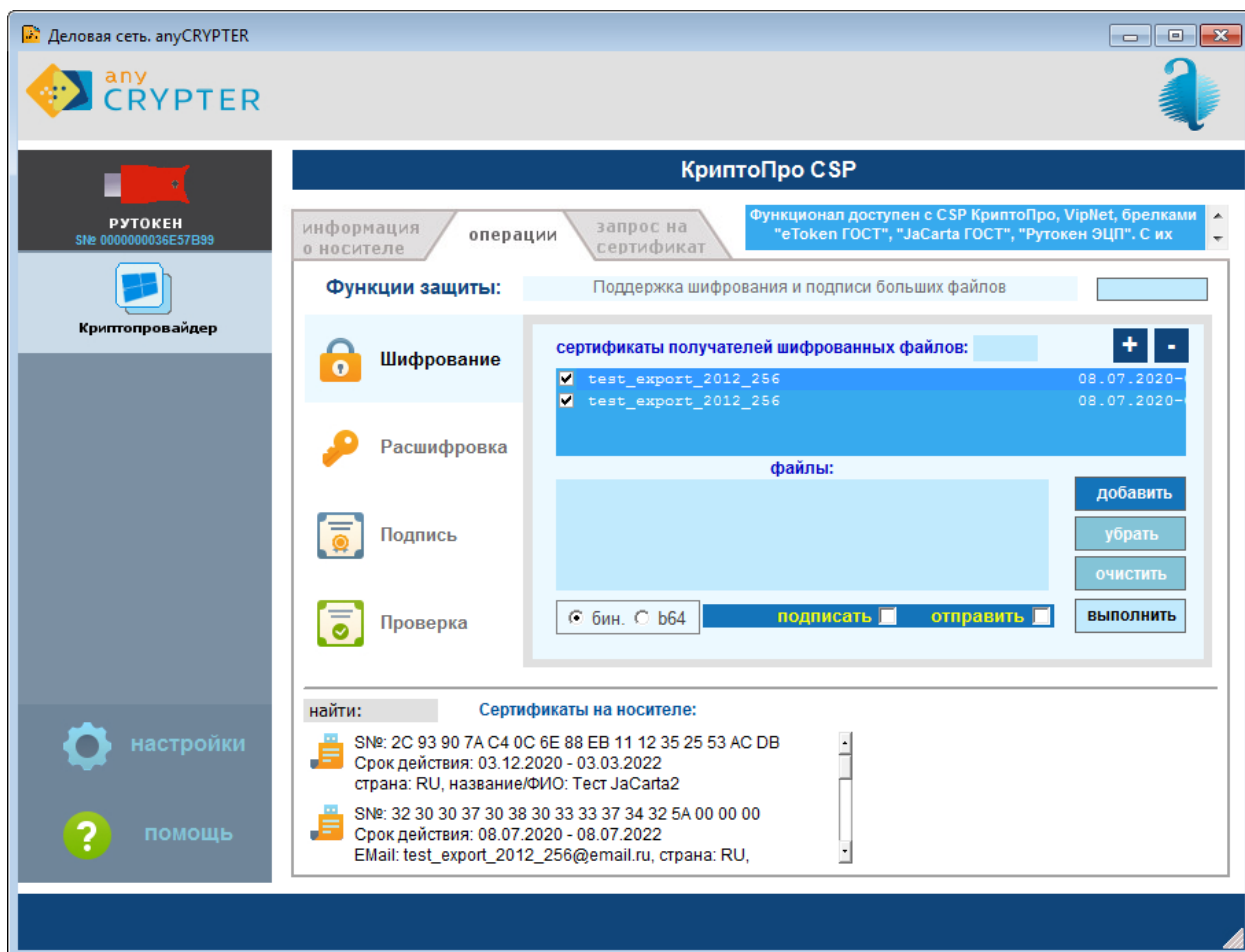 Деловая сеть. anyCRYPTER
any
CRYPTER
РУТОКЕН
SNº 0000000036E57B99
Криптопровайдер
настройки
?
помощь
КриптоПро CSP
информация
о носителе
операции
запрос на
сертификат
Функционал доступен с CSP КриптоПро, VipNet, брелками
"eToken ГОСТ", "JaCarta ГОСТ", "Рутокен ЭЦП". С их
Функции защиты:
Поддержка шифрования и подписи больших файлов
Шифрование
Расшифровка
Подпись
Проверка
сертификаты получателей шифрованных файлов:
+ -
test_export_2012_256 08.07.2020-
test_export_2012_256 08.07.2020-
файлы:
добавить
убрать
очистить
бин. b64
подписать отправить
выполнить
найти:
Сертификаты на носителе:
SNº: 2C 93 90 7A C4 0C 6E 88 EB 11 12 35 25 53 AC DB
Срок действия: 03.12.2020 - 03.03.2022
страна: RU, название/ФИО: Тест JaCarta2
SNº: 32 30 30 37 30 38 30 33 33 37 34 32 5A 00 00 00
Срок действия: 08.07.2020 - 08.07.2022
EMail: test_export_2012_256@email.ru, страна: RU,